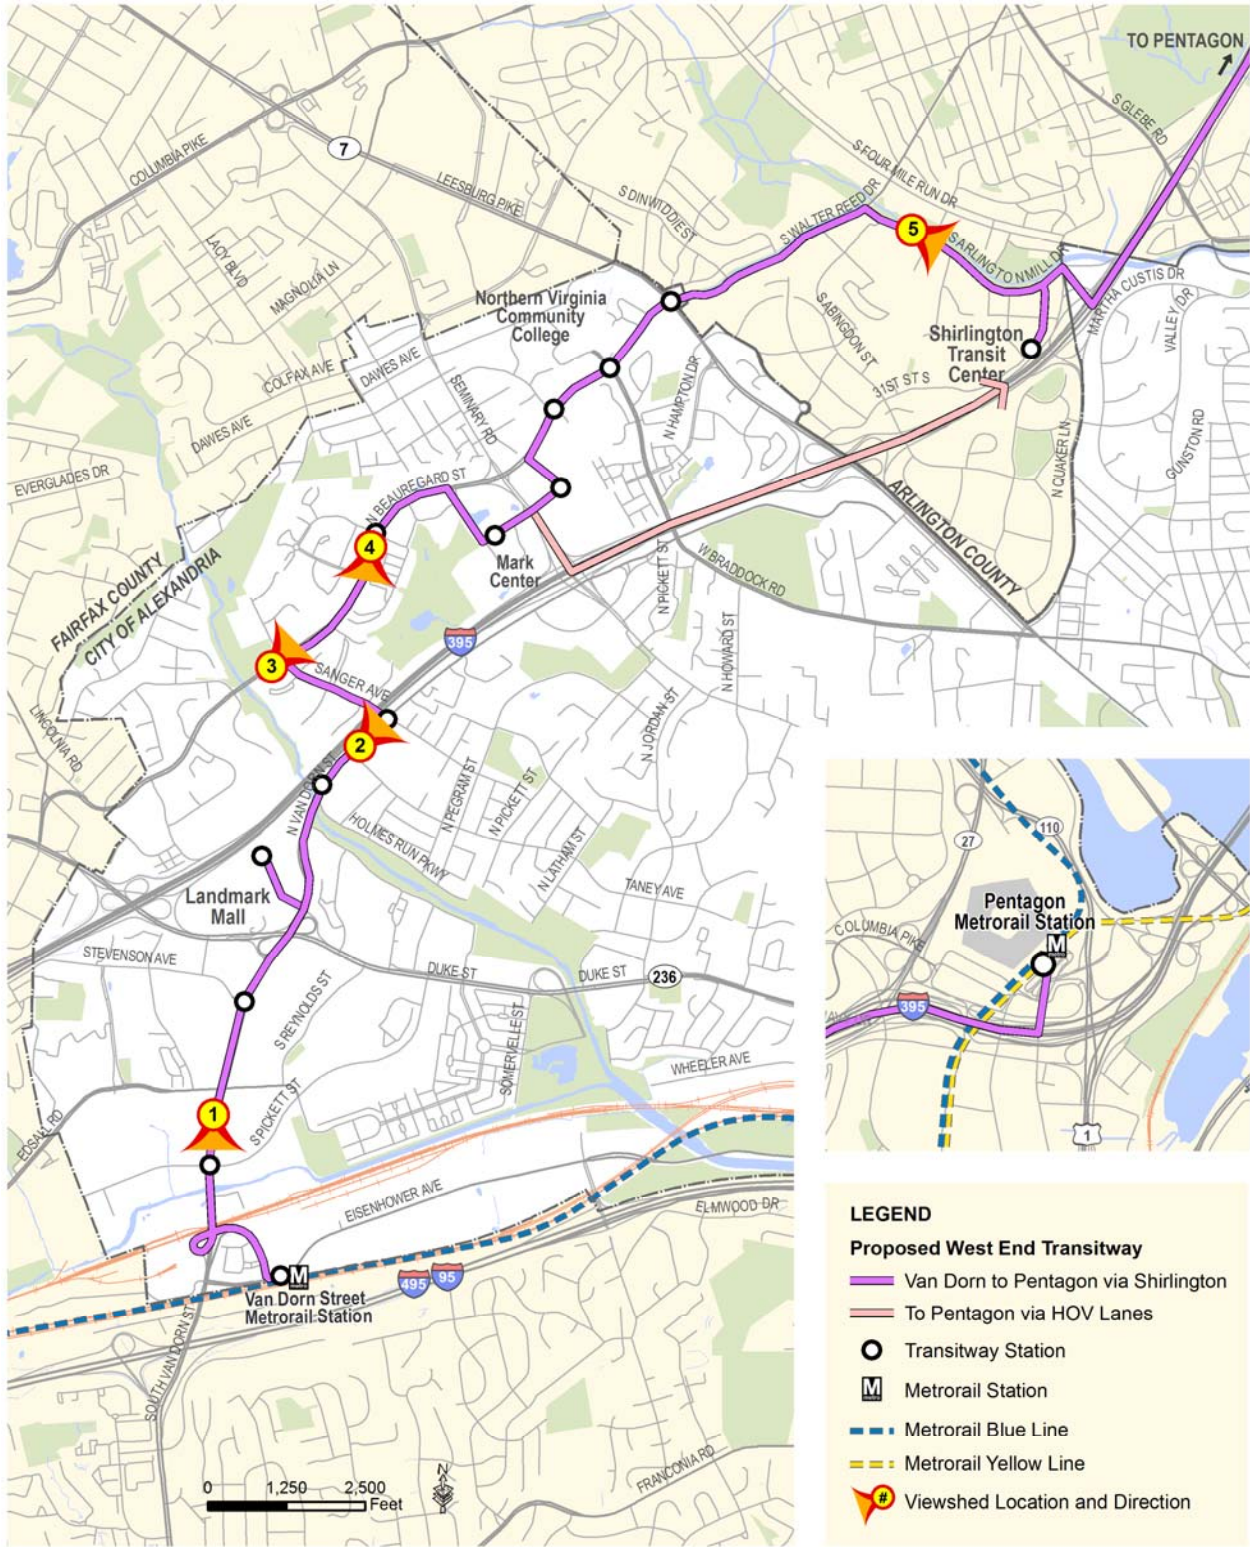 TO PENTAGON
S GLEBE RD
COLUMBIA PIKE
7
LEESBURG PIKE
S FOUR MILE RUN DR
S DINWIDDIE ST
S WALTER REED DR
5
S ARLINGTON MILL DR
LACY BLVD
MAGNOLIA LN
MARTHA CUSTIS DR
VALLEY DR
Northern Virginia
Community
College
S ABINGDON ST
Shirlington
Transit
Center
31ST ST S
COLFAX AVE
DAWES AVE
SEMINARY RD
N HAMPTON DR
DAWES AVE
GUNSTON RD
N QUAKER LN
EVERGLADES DR
N BEAUREGARD ST
ARLINGTON COUNTY
4
Mark
Center
N PICKETT ST
W BRADDOCK RD
FAIRFAX COUNTY
CITY OF ALEXANDRIA
395
N HOWARD ST
3
SANGER AVE
LINCOLNIA RD
N JORDAN ST
2
N VAN DORN ST
N PEGRAM ST
N PICKETT ST
HOLMES RUN PKWY
N LATHAM ST
TANEY AVE
Landmark
Mall
STEVENSON AVE
DUKE ST
DUKE ST
236
S REYNOLDS ST
SOMERVELLE ST
WHEELER AVE
1
S PICKETT ST
EDSALL RD
EISENHOWER AVE
ELMWOOD DR
M
495
95
Van Dorn Street
Metrorail Station
SOUTH VAN DORN ST
FRANCONIA RD
N
0 1,250 2,500
Feet
27
110
Pentagon
Metrorail Station
M
COLUMBIA PIKE
395
1
LEGEND
Proposed West End Transitway
Van Dorn to Pentagon via Shirlington
To Pentagon via HOV Lanes
Transitway Station
M
Metrorail Station
Metrorail Blue Line
Metrorail Yellow Line
# Viewshed Location and Direction